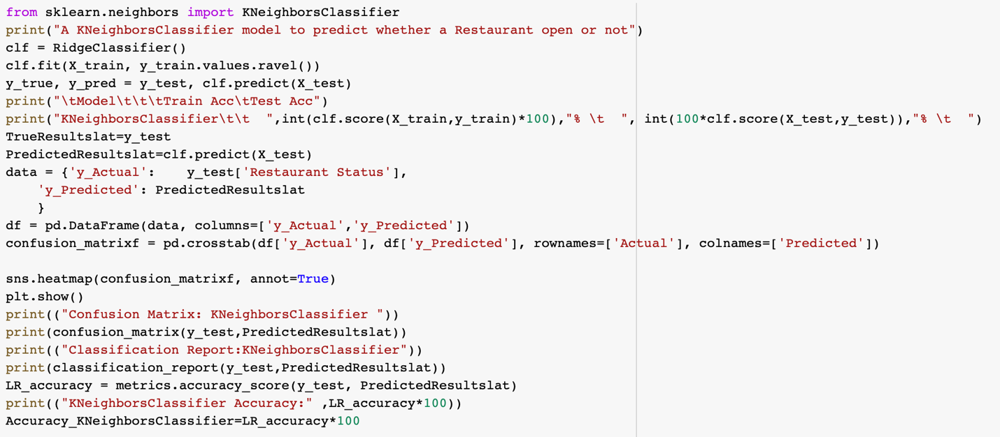 from sklearn.neighbors import KNeighborsClassifier
print("A KNeighborsClassifier model to predict whether a Restaurant open or not")
clf = RidgeClassifier()
clf.fit(X_train, y_train.values.ravel())
y_true, y_pred = y_test, clf.predict(X_test)
print("\tModel\t\t\tTrain Acc\tTest Acc")
print("KNeighborsClassifier\t\t  ",int(clf.score(X_train,y_train)*100),"% \t  ", int(100*clf.score(X_test,y_test)),"% \t  ")
TrueResultslat=y_test
PredictedResultslat=clf.predict(X_test)
data = {'y_Actual':    y_test['Restaurant Status'],
    'y_Predicted': PredictedResultslat
    }
df = pd.DataFrame(data, columns=['y_Actual','y_Predicted'])
confusion_matrixf = pd.crosstab(df['y_Actual'], df['y_Predicted'], rownames=['Actual'], colnames=['Predicted'])

sns.heatmap(confusion_matrixf, annot=True)
plt.show()
print(("Confusion Matrix: KNeighborsClassifier "))
print(confusion_matrix(y_test,PredictedResultslat))
print(("Classification Report:KNeighborsClassifier"))
print(classification_report(y_test,PredictedResultslat))
LR_accuracy = metrics.accuracy_score(y_test, PredictedResultslat)
print(("KNeighborsClassifier Accuracy:" ,LR_accuracy*100))
Accuracy_KNeighborsClassifier=LR_accuracy*100